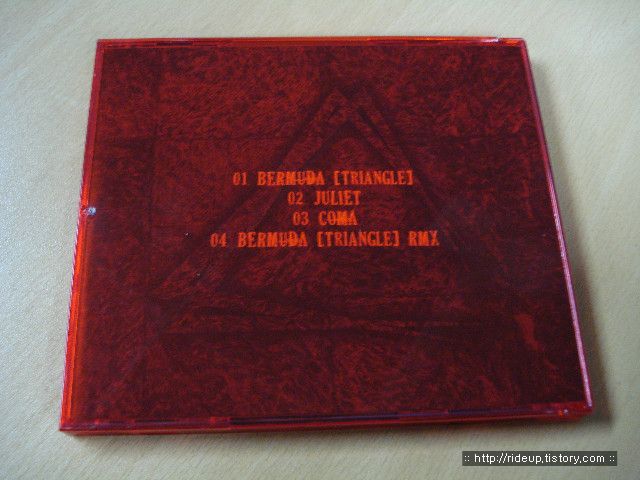 01 BERMUDA [TRIANGLE]
02 JULIET
03 COMA
04 BERMUDA [TRIANGLE] RMX
:: http://rideup.tistory.com ::